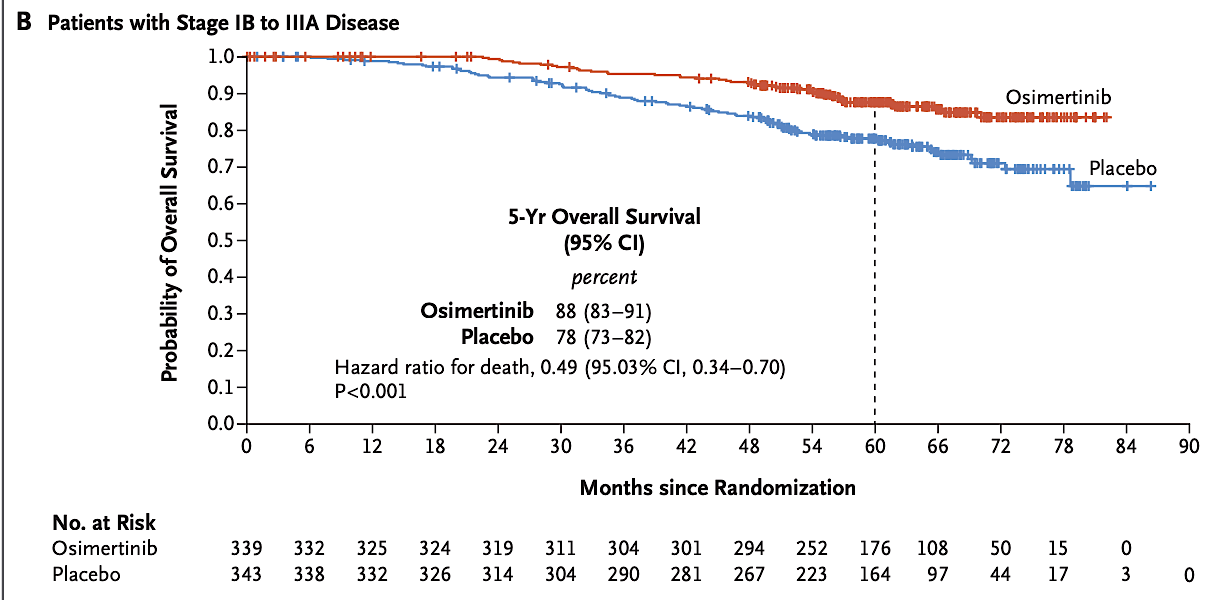 B Patients with Stage IB to IIIA Disease
Probability of Overall Survival
1.0
0.9
0.8
0.7
0.6
0.5
0.4
0.3
0.2
0.1
0.0
Osimertinib
Placebo
5-Yr Overall Survival
(95% CI)
percent
Osimertinib 88 (83–91)
Placebo 78 (73–82)
Hazard ratio for death, 0.49 (95.03% CI, 0.34–0.70)
P<0.001
0 6 12 18 24 30 36 42 48 54 60 66 72 78 84 90
Months since Randomization
No. at Risk
Osimertinib 339 332 325 324 319 311 304 301 294 252 176 108 50 15 0
Placebo 343 338 332 326 314 304 290 281 267 223 164 97 44 17 3 0